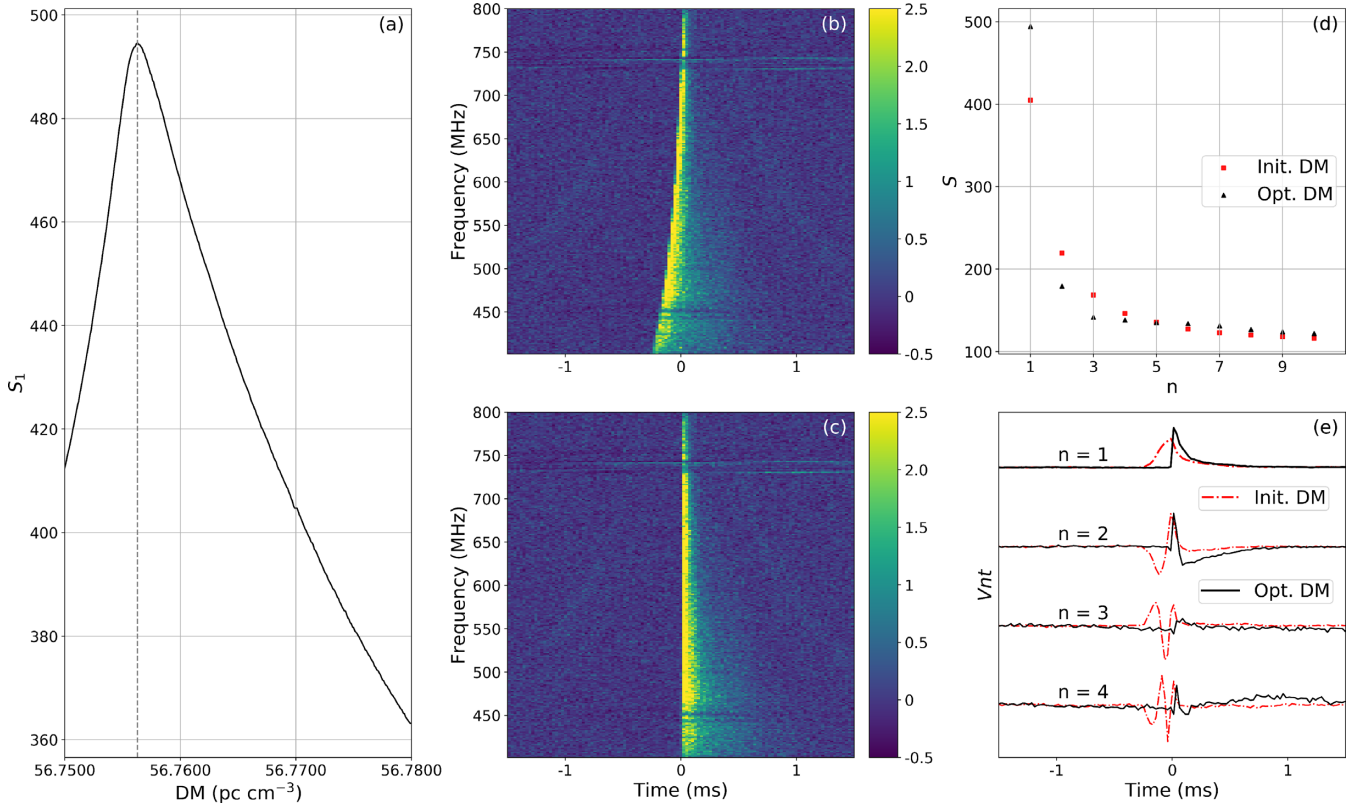 (a)
500
480
460
440
420
400
380
360
S₁
56.7500
56.7600
56.7700
56.7800
DM (pc cm⁻³)
(b)
800
750
700
650
600
550
500
450
Frequency (MHz)
-1
0
1
2.5
2.0
1.5
1
0.5
0
-0.5
(c)
800
750
700
650
600
550
500
450
Frequency (MHz)
-1
0
1
Time (ms)
2.5
2.0
1.5
1
0.5
0
-0.5
(d)
500
400
300
200
100
S
Init. DM
Opt. DM
1
3
5
7
9
n
(e)
n = 1
Init. DM
n = 2
Opt. DM
n = 3
n = 4
Vnt
-1
0
1
Time (ms)